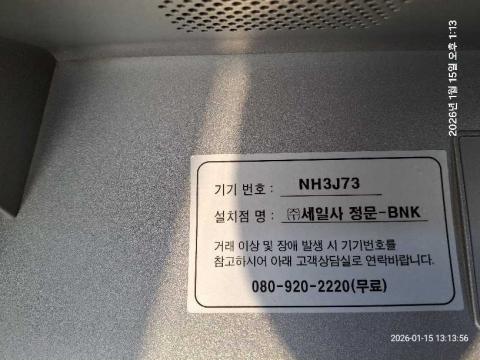 2026년 1월 15일 오후 1:13
기기 번호 : NH3J73
설치점 명 : ㈜세일사 정문-BNK
거래 이상 및 장애 발생 시 기기번호를
참고하시어 아래 고객상담실로 연락바랍니다.
080-920-2220(무료)
2026-01-15 13:13:56